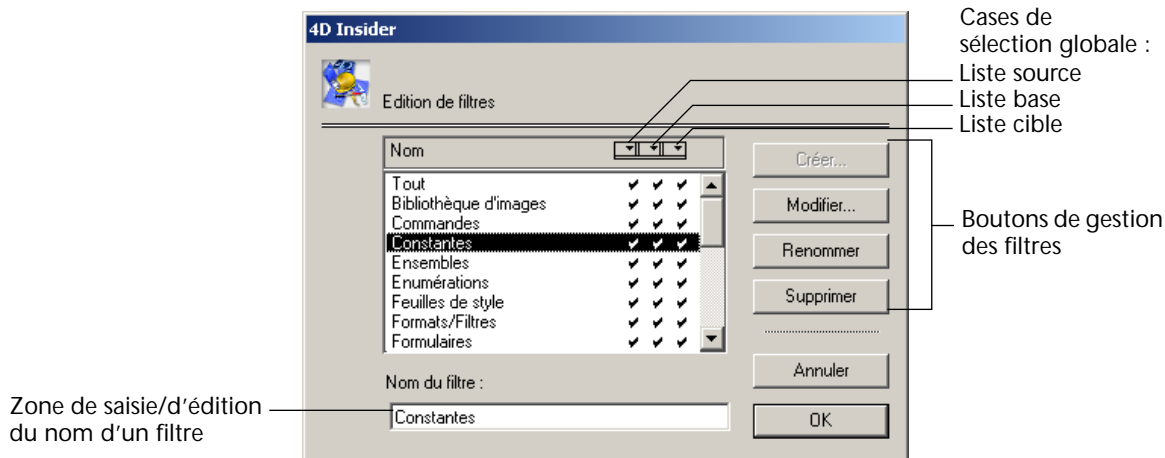 Cases de
sélection globale :
Liste source
Liste base
Liste cible
4D Insider
Edition de filtres
Nom
Tout
Bibliothèque d'images
Commandes
Constantes
Ensembles
Enumérations
Feuilles de style
Formats/Filtres
Formulaires
Créer...
Modifier...
Renommer
Supprimer
Boutons de gestion
des filtres
Annuler
OK
Nom du filtre :
Constantes
Zone de saisie/d'édition
du nom d'un filtre